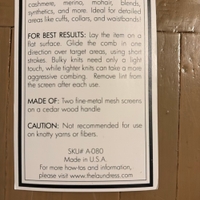 cashmere, merino, mohair, blends,
synthetics, and more. Ideal for detailed
areas like cuffs, collars, and waistbands!
FOR BEST RESULTS: Lay the item on a
flat surface. Glide the comb in one
direction over target areas, using short
strokes. Bulky knits need only a light
touch, while tighter knits can take a more
aggressive combing. Remove lint from
the screen after each use.
MADE OF: Two fine-metal mesh screens
on a cedar wood handle
CAUTION: Not recommended for use
on knotty yarns or fibers.
SKU# A-080
Made in U.S.A.
For more how-tos and information,
please visit www.thelaundress.com